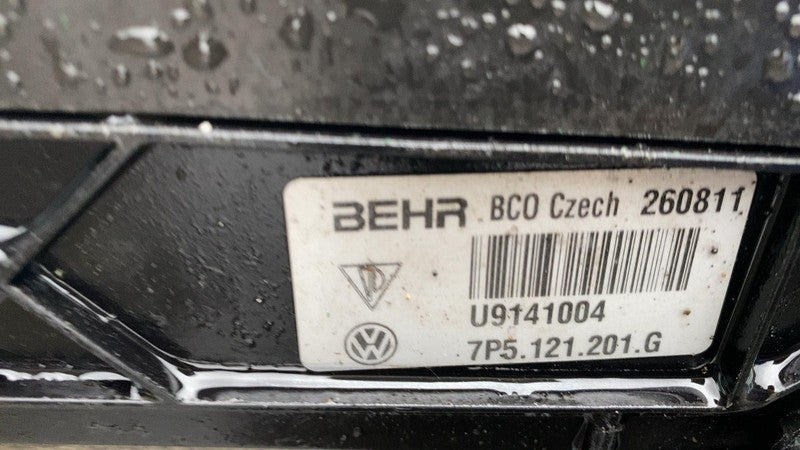 BEHR BCO Czech 260811
U9141004
7P5.121.201.G